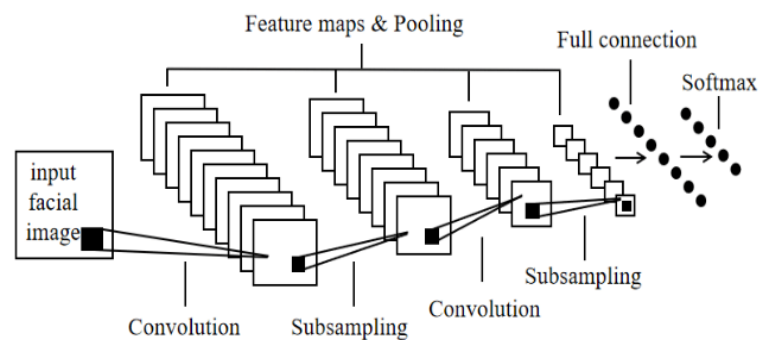 Feature maps & Pooling
Full connection
Softmax
input
facial
image
Convolution
Subsampling
Convolution
Subsampling